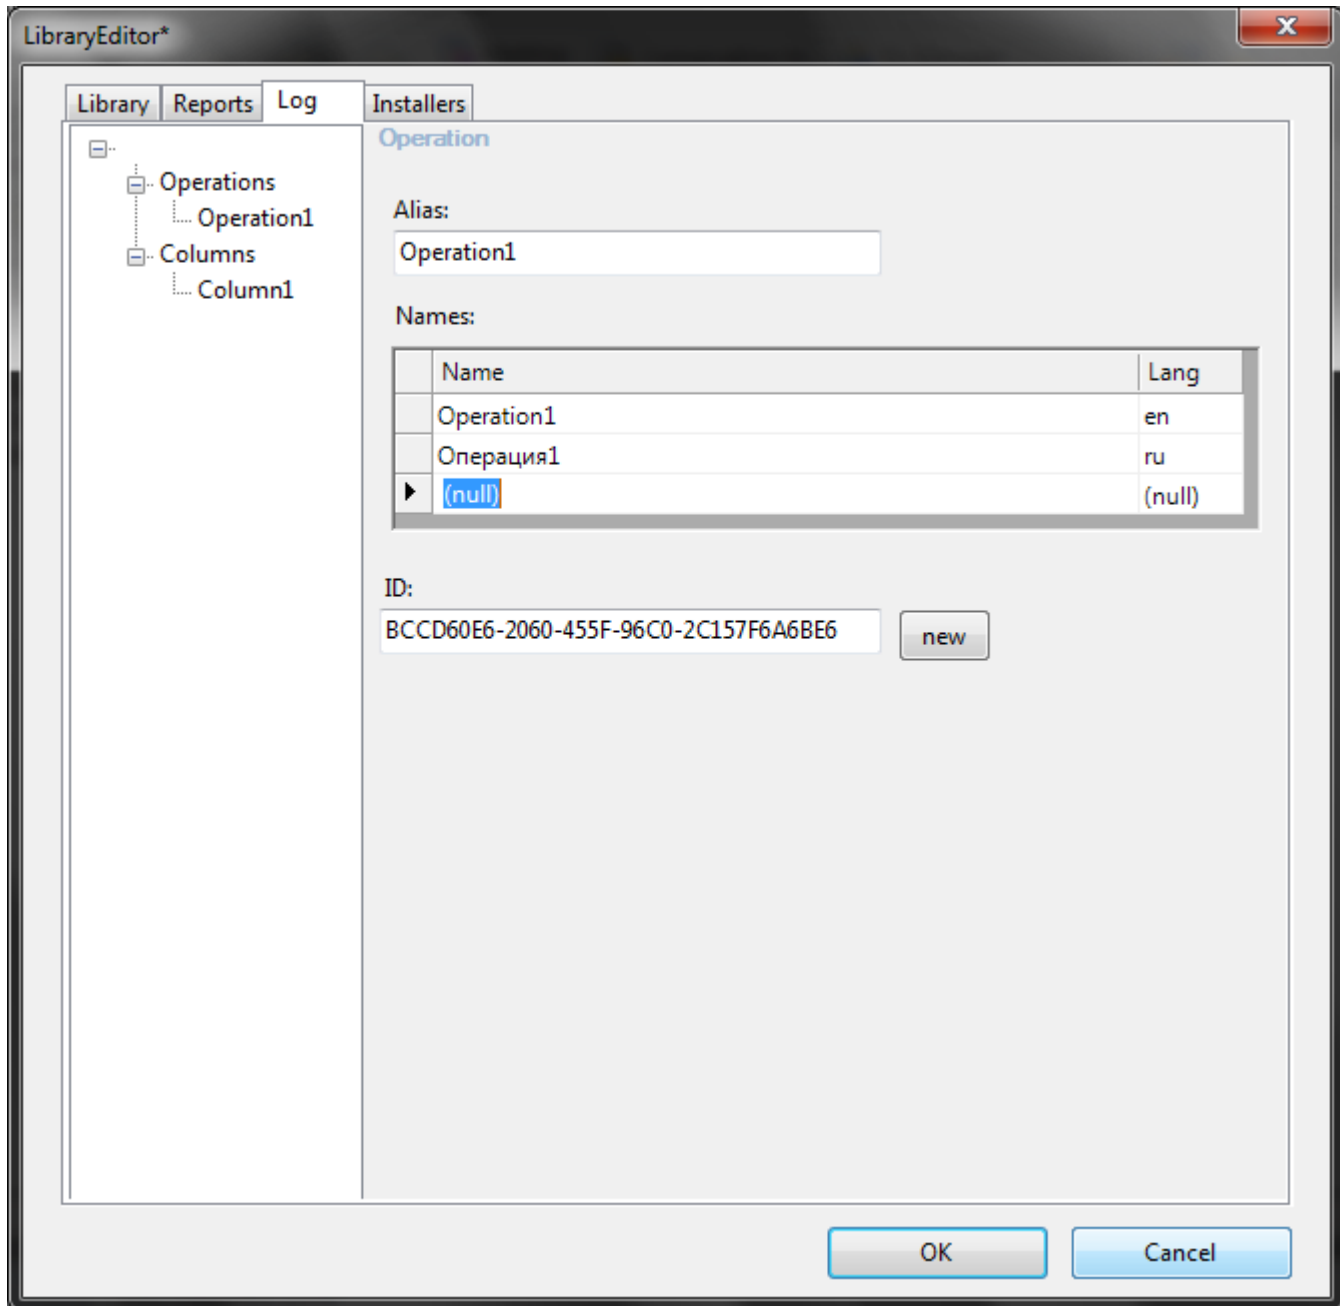 LibraryEditor*
Library Reports Log Installers
Operations
Operation1
Columns
Column1
Operation
Alias:
Operation1
Names:
Name Lang
Operation1 en
Операция1 ru
(null) (null)
ID:
BCCD60E6-2060-455F-96C0-2C157F6A6BE6 new
OK Cancel